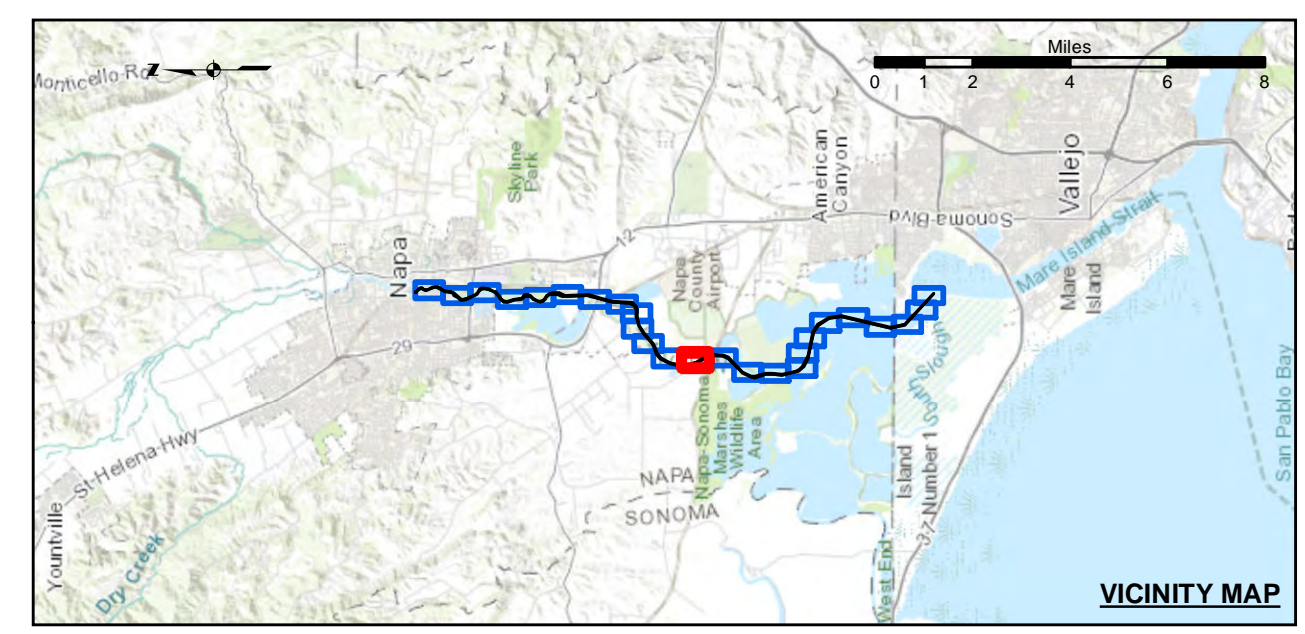 Miles
0 1 2 4 6 8
Monticello-Rd
Z
Skyline
Park
American
Canyon
Vallejo
Sonoma-Blvd
Mare Island-Strait
Mare
Island
12
Napa
County
Airport
Napa
29
St-Helena-Hwy
Yountville
Dry Creek
Napa-Sonoma
Marshes
Wildlife
Area
NAPA
SONOMA
South Slough
Island
Number 1
37
West End
San Pablo Bay
VICINITY MAP